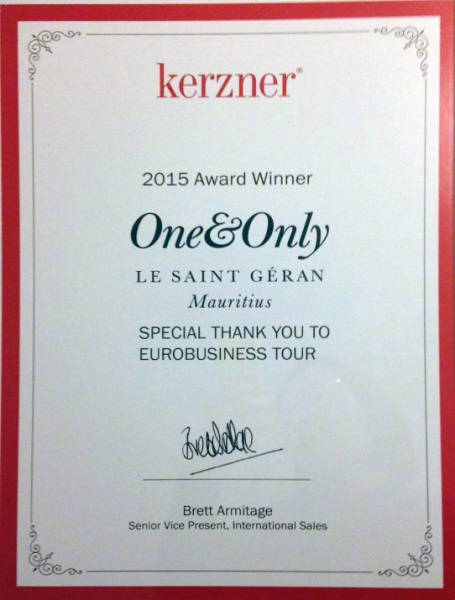 kerzner®
2015 Award Winner
One&Only
LE SAINT GÉRAN
Mauritius
SPECIAL THANK YOU TO
EUROBUSINESS TOUR
Brett Armitage
Senior Vice Present, International Sales